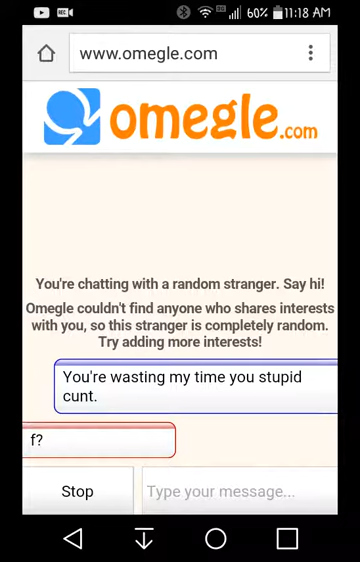 REC
3G
60%
11:18 AM
www.omegle.com
omegle.com
You're chatting with a random stranger. Say hi!
Omegle couldn't find anyone who shares interests
with you, so this stranger is completely random.
Try adding more interests!
You're wasting my time you stupid
cunt.
f?
Stop
Type your message...